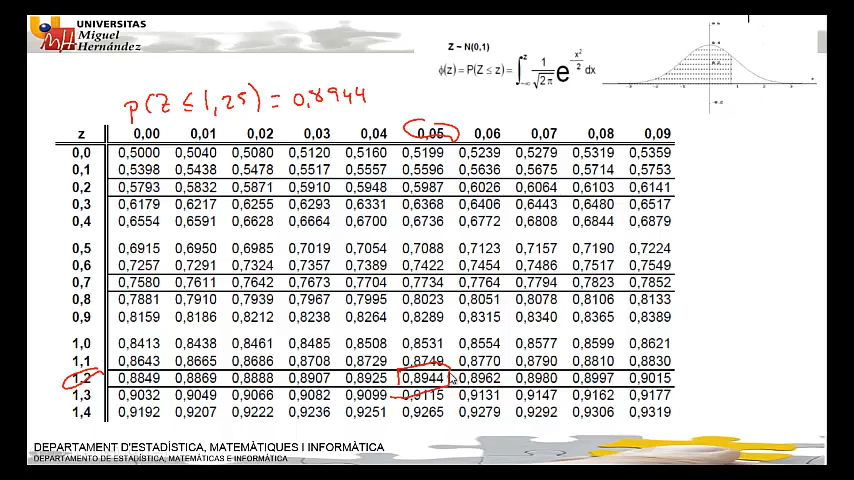 UNIVERSITAS
Miguel
Hernández
Z ~ N(0,1)
ϕ(z) = P(Z ≤ z) = ∫ -∞ z 1/√2π e^-x²/2 dx
p(Z ≤ 1,25) = 0,8944
z 0,00 0,01 0,02 0,03 0,04 0,05 0,06 0,07 0,08 0,09
0,0 0,5000 0,5040 0,5080 0,5120 0,5160 0,5199 0,5239 0,5279 0,5319 0,5359
0,1 0,5398 0,5438 0,5478 0,5517 0,5557 0,5596 0,5636 0,5675 0,5714 0,5753
0,2 0,5793 0,5832 0,5871 0,5910 0,5948 0,5987 0,6026 0,6064 0,6103 0,6141
0,3 0,6179 0,6217 0,6255 0,6293 0,6331 0,6368 0,6406 0,6443 0,6480 0,6517
0,4 0,6554 0,6591 0,6628 0,6664 0,6700 0,6736 0,6772 0,6808 0,6844 0,6879
0,5 0,6915 0,6950 0,6985 0,7019 0,7054 0,7088 0,7123 0,7157 0,7190 0,7224
0,6 0,7257 0,7291 0,7324 0,7357 0,7389 0,7422 0,7454 0,7486 0,7517 0,7549
0,7 0,7580 0,7611 0,7642 0,7673 0,7704 0,7734 0,7764 0,7794 0,7823 0,7852
0,8 0,7881 0,7910 0,7939 0,7967 0,7995 0,8023 0,8051 0,8078 0,8106 0,8133
0,9 0,8159 0,8186 0,8212 0,8238 0,8264 0,8289 0,8315 0,8340 0,8365 0,8389
1,0 0,8413 0,8438 0,8461 0,8485 0,8508 0,8531 0,8554 0,8577 0,8599 0,8621
1,1 0,8643 0,8665 0,8686 0,8708 0,8729 0,8749 0,8770 0,8790 0,8810 0,8830
1,2 0,8849 0,8869 0,8888 0,8907 0,8925 0,8944 0,8962 0,8980 0,8997 0,9015
1,3 0,9032 0,9049 0,9066 0,9082 0,9099 0,9115 0,9131 0,9147 0,9162 0,9177
1,4 0,9192 0,9207 0,9222 0,9236 0,9251 0,9265 0,9279 0,9292 0,9306 0,9319
DEPARTAMENT D'ESTADÍSTICA, MATEMÀTIQUES I INFORMÀTICA
DEPARTAMENTO DE ESTADÍSTICA, MATEMÁTICAS E INFORMÁTICA